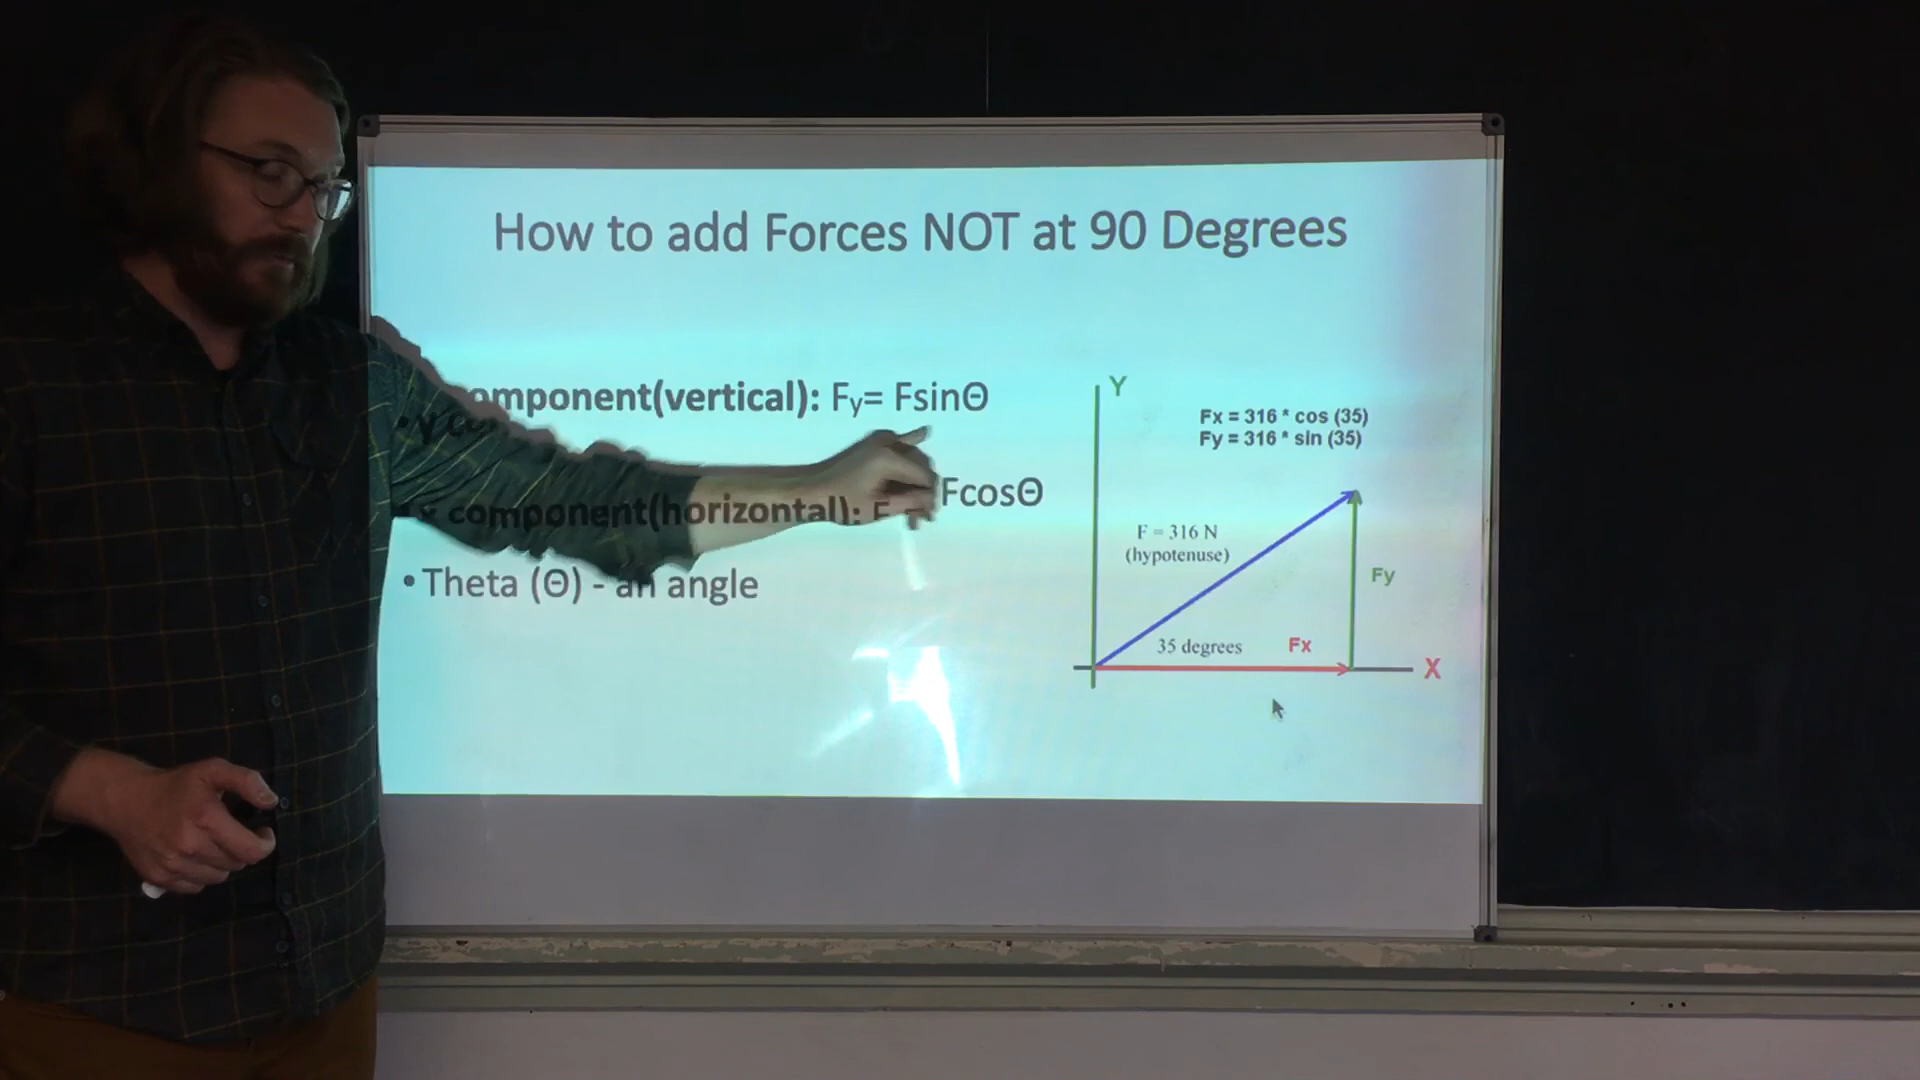 How to add Forces NOT at 90 Degrees
component(vertical): Fy= FsinΘ
x component(horizontal): F = FcosΘ
• Theta (Θ) - an angle
Y
Fx = 316 * cos (35)
Fy = 316 * sin (35)
F = 316 N
(hypotenuse)
Fy
35 degrees
Fx
X